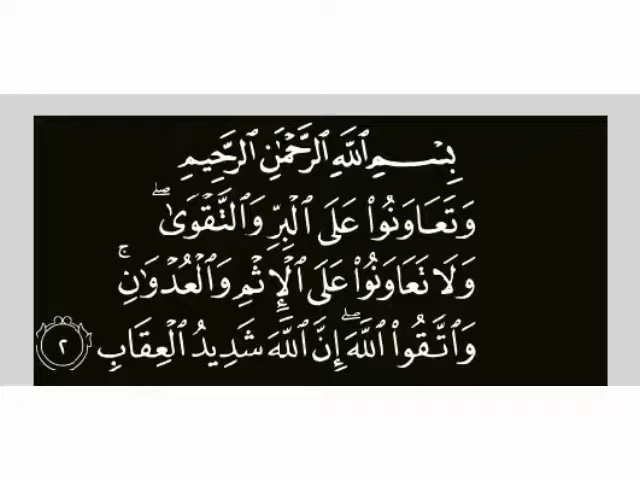 بِسْمِ ٱللَّهِ ٱلرَّحْمَٰنِ ٱلرَّحِيمِ
وَتَعَاوَنُوا۟ عَلَى ٱلْبِرِّ وَٱلتَّقْوَىٰ ۖ
وَلَا تَعَاوَنُوا۟ عَلَى ٱلْإِثْمِ وَٱلْعُدْوَٰنِ ۚ
وَٱتَّقُوا۟ ٱللَّهَ ۖ إِنَّ ٱللَّهَ شَدِيدُ ٱلْعِقَابِ ٢